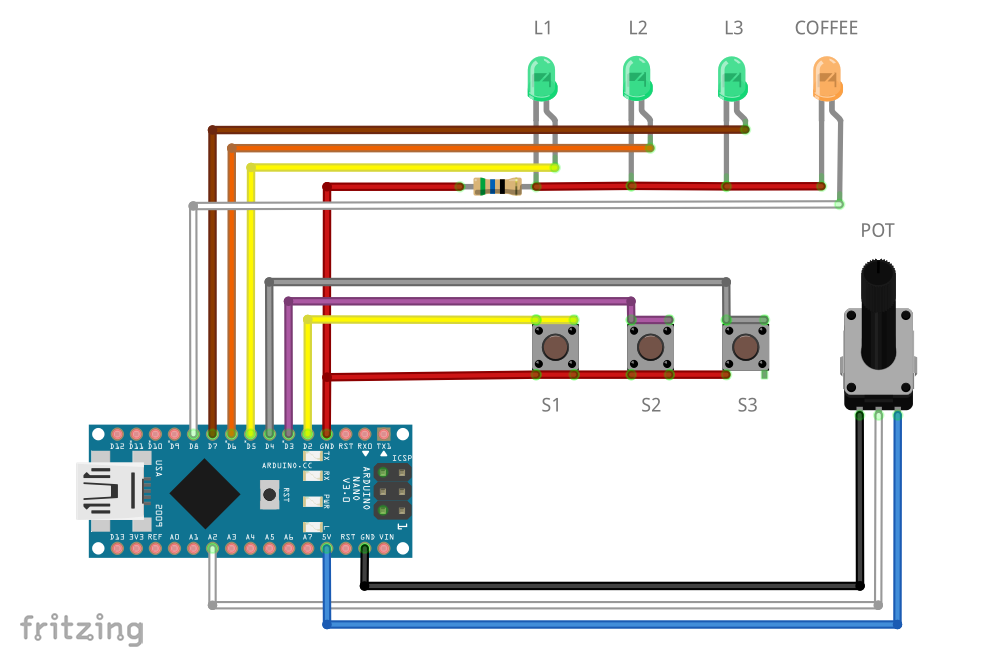 L1 L2 L3 COFFEE
POT
S1 S2 S3
D12 D11 D10 D9 D8 D7 D6 D5 D4 D3 D2 GND RST RX0 TX1
ARDUINO.CC
TX
RX
PWR
L
RST
ICSP
1
ARDUINO
NANO
V3.0
USA
2009
D13 3V3 REF A0 A1 A2 A3 A4 A5 A6 A7 5V RST GND VIN
fritzing